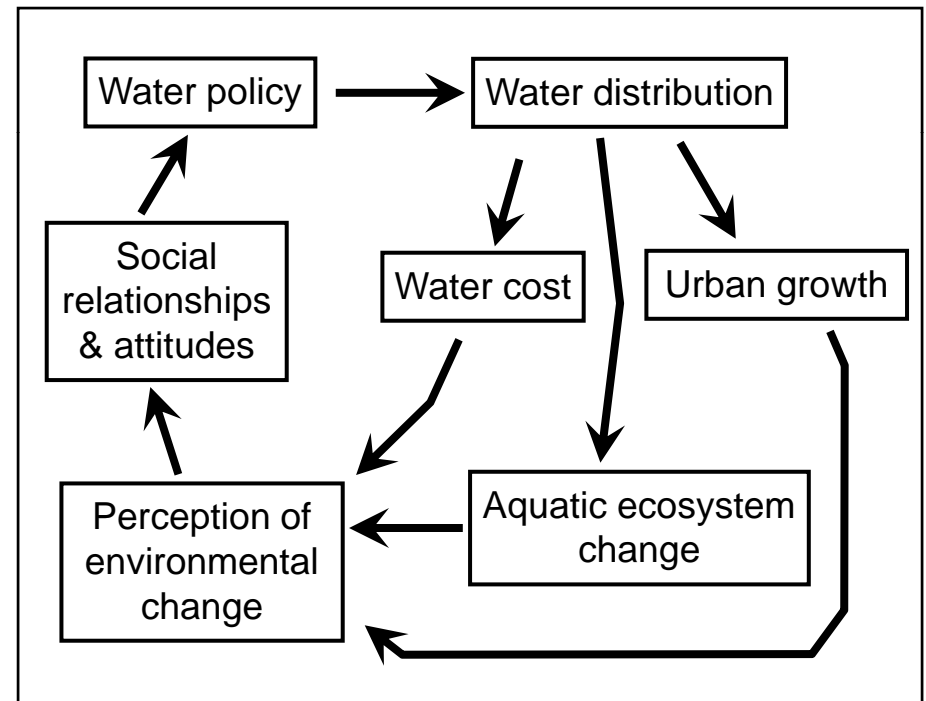 Water policy
Water distribution
Social
relationships
& attitudes
Water cost
Urban growth
Perception of
environmental
change
Aquatic ecosystem
change